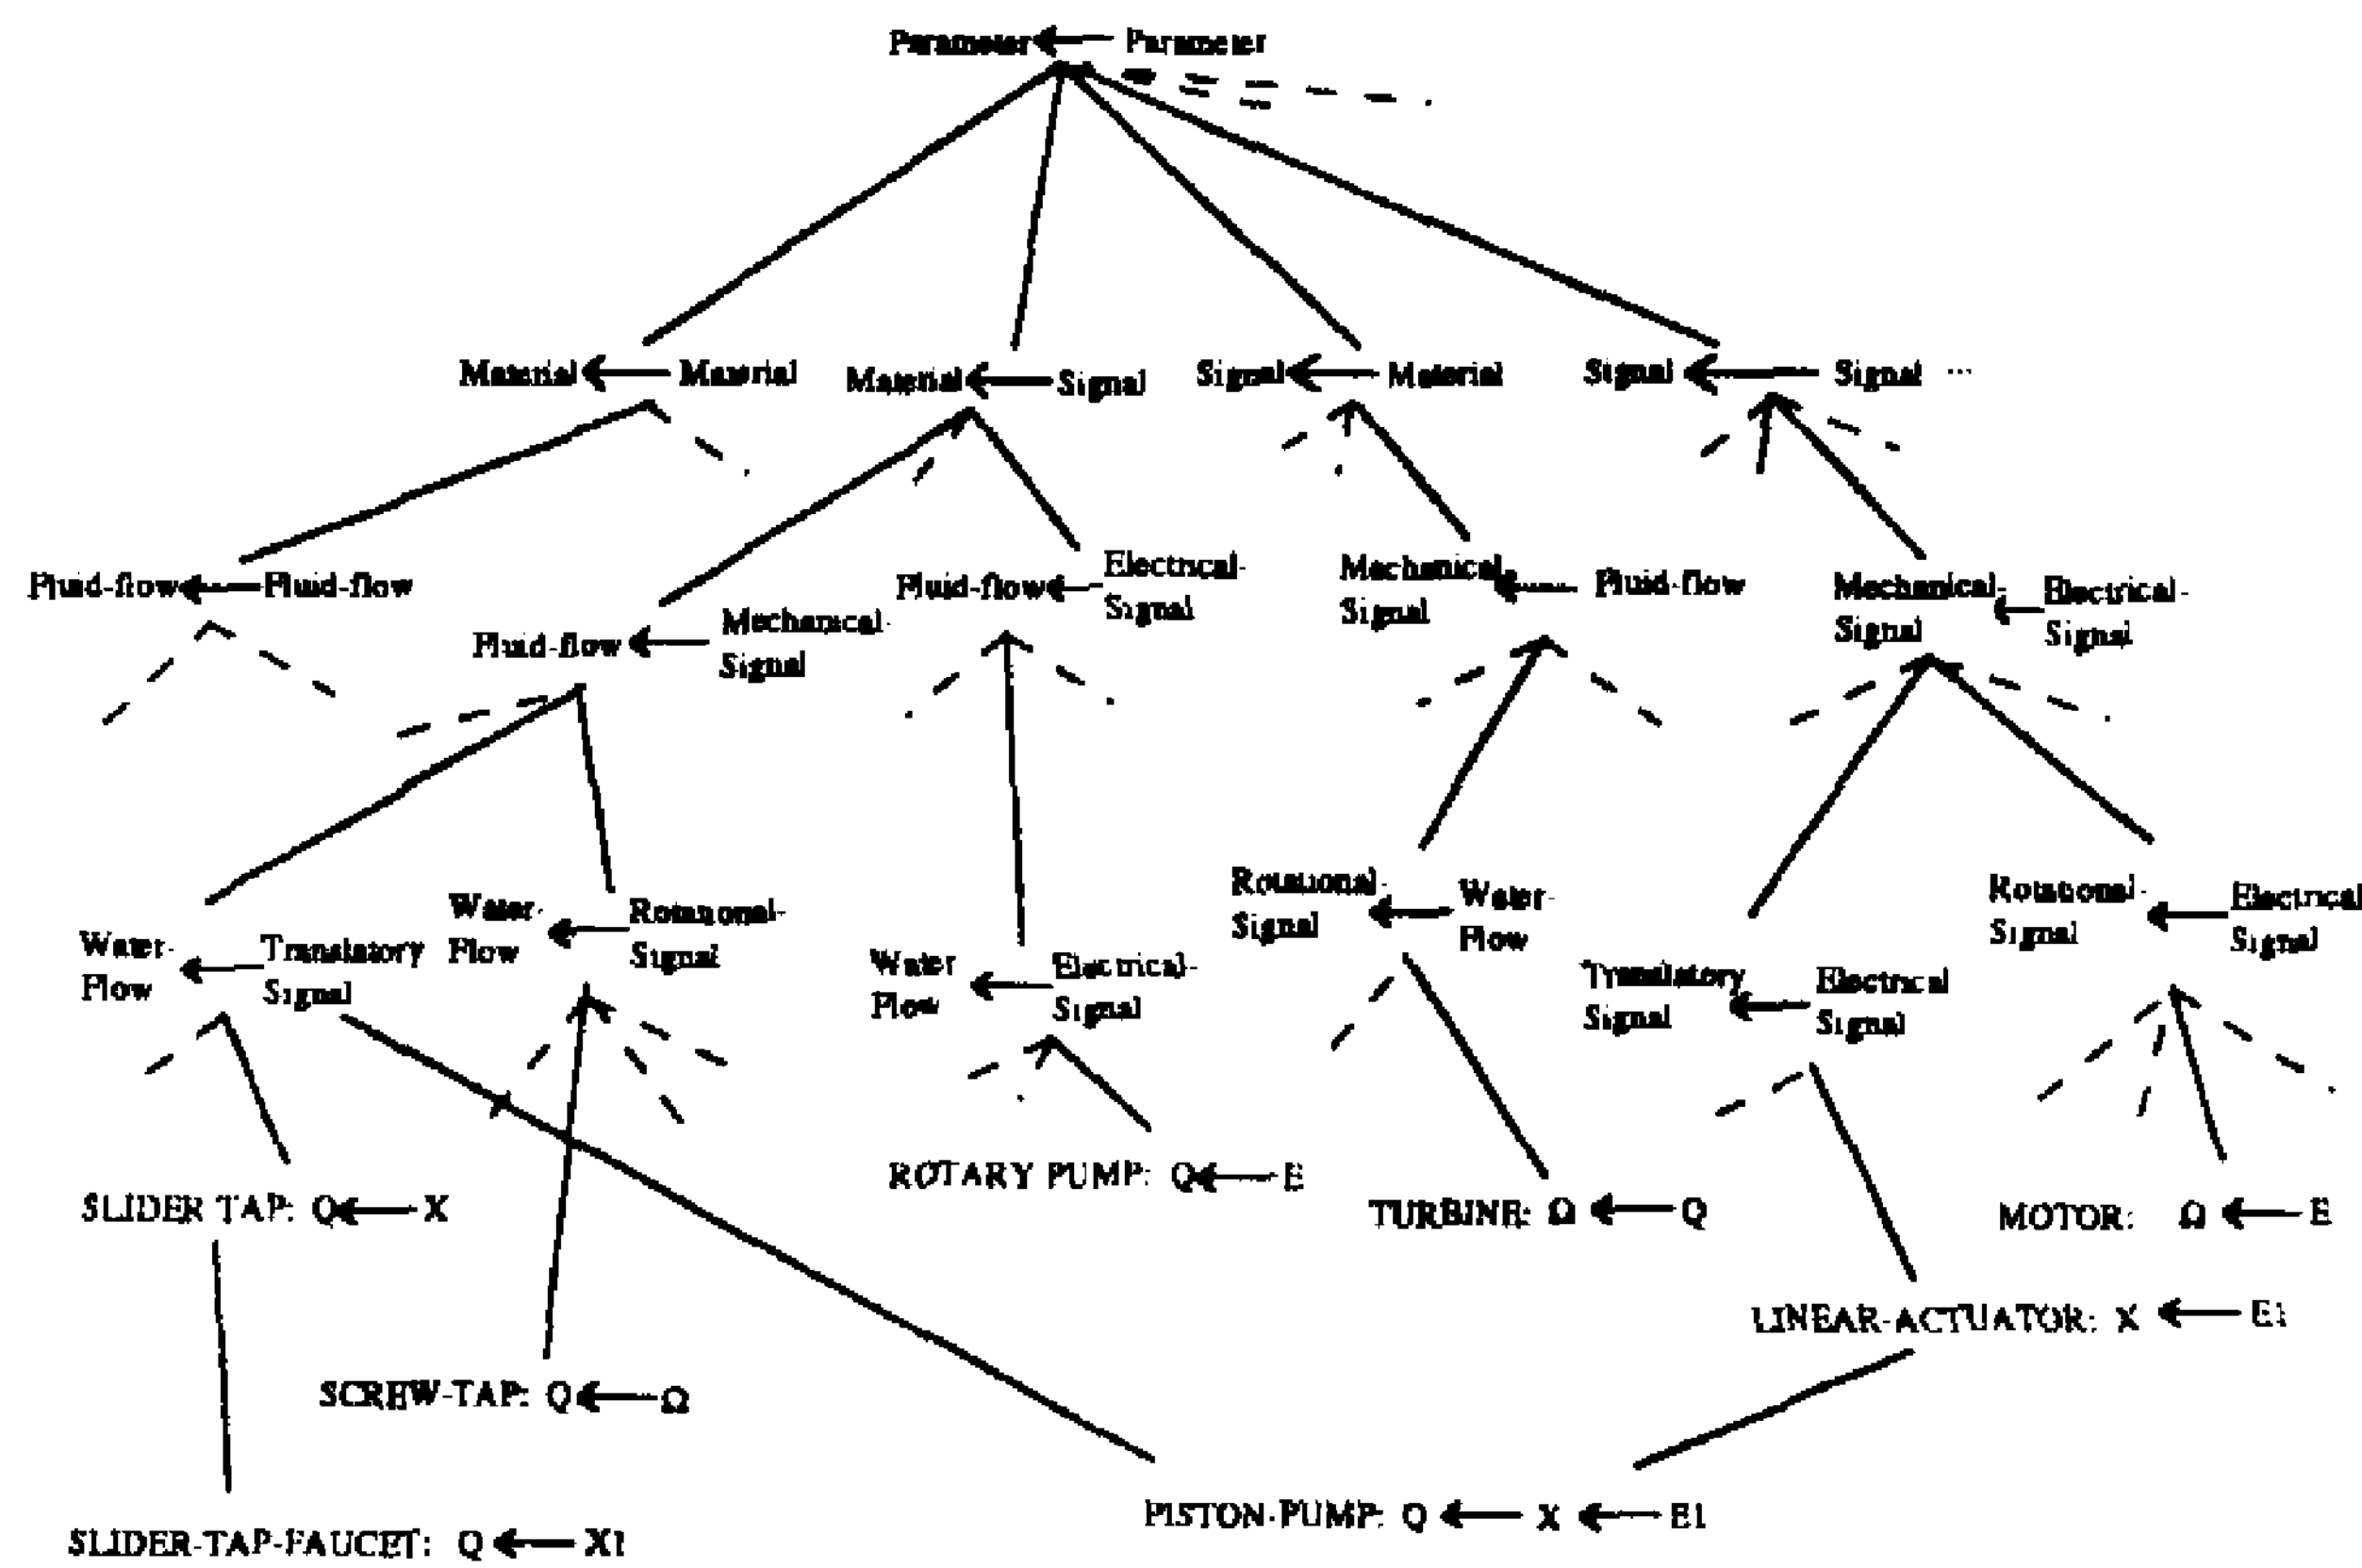 Parameter ← Parameter
Material ← Material
Material ← Signal
Signal ← Material
Signal ← Signal ...
Fluid-flow ← Fluid-flow
Fluid-flow ← Mechanical-
Signal
Fluid-flow ← Electrical-
Signal
Mechanical- ← Fluid-flow
Signal
Mechanical- ← Electrical-
Signal Signal
Water- ← Translatory
Flow Signal
Water- ← Rotational-
Flow Signal
Water ← Electrical-
Flow Signal
Rotational- ← Water-
Signal Flow
Translatory ← Electrical
Signal Signal
Rotational- ← Electrical
Signal Signal
SLIDER TAP: Q ← X
ROTARY PUMP: Q ← E
TURBINE: Ω ← Q
MOTOR: Ω ← E
LINEAR-ACTUATOR: X ← E1
SCREW-TAP: Q ← Ω
PISTON-PUMP: Q ← X ← E1
SLIDER-TAP-FAUCET: Q ← X1